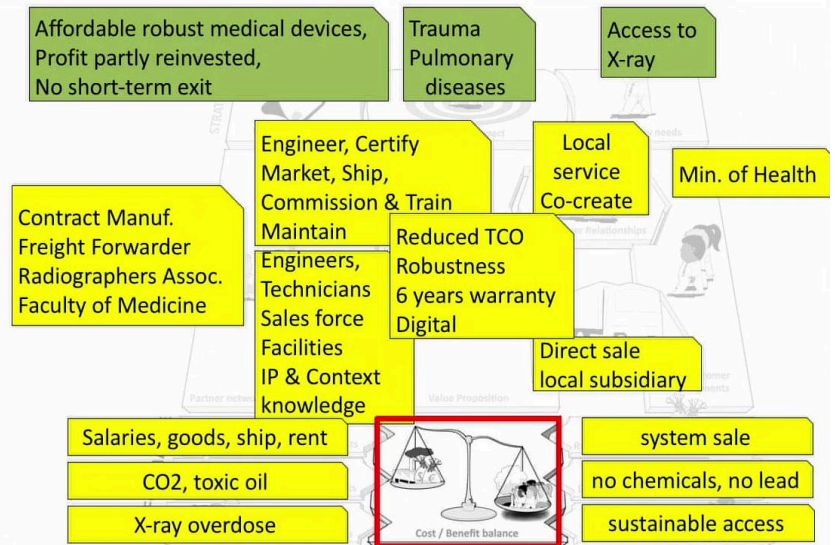 Affordable robust medical devices,
Profit partly reinvested,
No short-term exit
Trauma
Pulmonary
diseases
Access to
X-ray
Engineer, Certify
Market, Ship,
Commission & Train
Maintain
Local
service
Co-create
Min. of Health
Contract Manuf.
Freight Forwarder
Radiographers Assoc.
Faculty of Medicine
Reduced TCO
Robustness
6 years warranty
Digital
Engineers,
Technicians
Sales force
Facilities
IP & Context
knowledge
Direct sale
local subsidiary
Value Proposition
Salaries, goods, ship, rent
CO2, toxic oil
X-ray overdose
Cost / Benefit balance
system sale
no chemicals, no lead
sustainable access